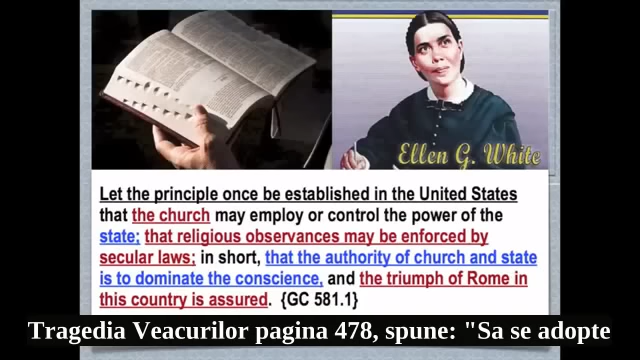 Ellen G. White
Let the principle once be established in the United States
that the church may employ or control the power of the
state; that religious observances may be enforced by
secular laws; in short, that the authority of church and state
is to dominate the conscience, and the triumph of Rome in
this country is assured. {GC 581.1}
Tragedia Veacurilor pagina 478, spune: "Sa se adopte